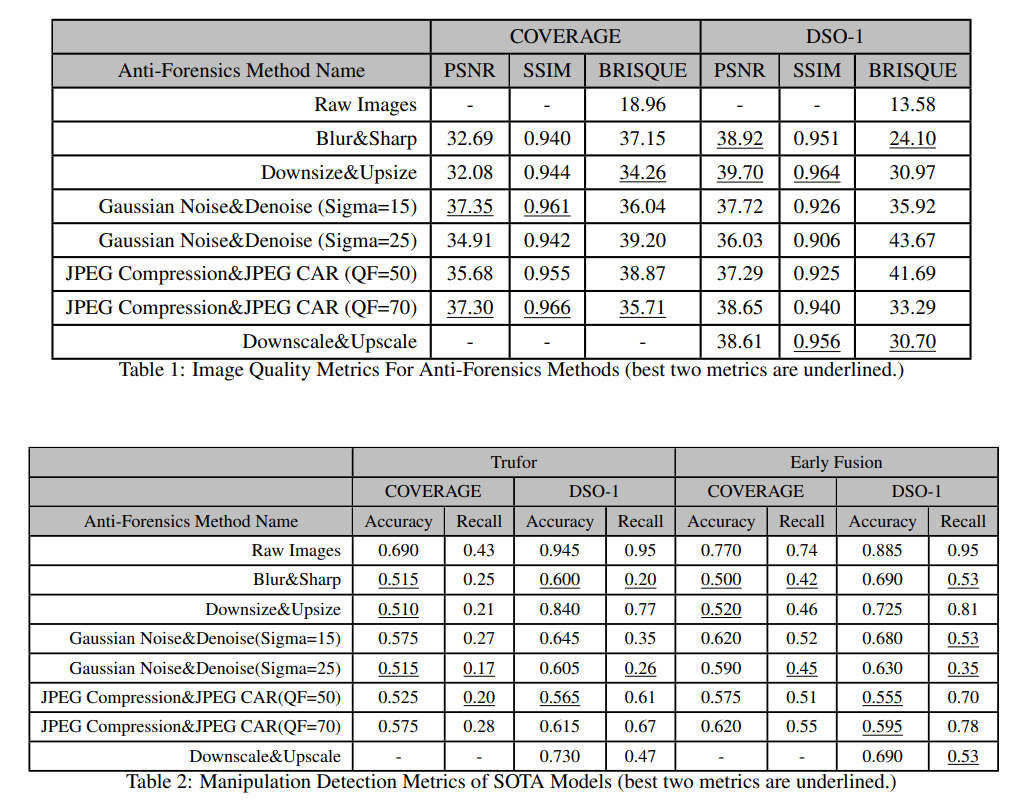 COVERAGE DSO-1
Anti-Forensics Method Name PSNR SSIM BRISQUE PSNR SSIM BRISQUE
Raw Images - - 18.96 - - 13.58
Blur&Sharp 32.69 0.940 37.15 38.92 0.951 24.10
Downsize&Upsize 32.08 0.944 34.26 39.70 0.964 30.97
Gaussian Noise&Denoise (Sigma=15) 37.35 0.961 36.04 37.72 0.926 35.92
Gaussian Noise&Denoise (Sigma=25) 34.91 0.942 39.20 36.03 0.906 43.67
JPEG Compression&JPEG CAR (QF=50) 35.68 0.955 38.87 37.29 0.925 41.69
JPEG Compression&JPEG CAR (QF=70) 37.30 0.966 35.71 38.65 0.940 33.29
Downscale&Upscale - - - 38.61 0.956 30.70
Table 1: Image Quality Metrics For Anti-Forensics Methods (best two metrics are underlined.)
Trufor Early Fusion
COVERAGE DSO-1 COVERAGE DSO-1
Anti-Forensics Method Name Accuracy Recall Accuracy Recall Accuracy Recall Accuracy Recall
Raw Images 0.690 0.43 0.945 0.95 0.770 0.74 0.885 0.95
Blur&Sharp 0.515 0.25 0.600 0.20 0.500 0.42 0.690 0.53
Downsize&Upsize 0.510 0.21 0.840 0.77 0.520 0.46 0.725 0.81
Gaussian Noise&Denoise(Sigma=15) 0.575 0.27 0.645 0.35 0.620 0.52 0.680 0.53
Gaussian Noise&Denoise(Sigma=25) 0.515 0.17 0.605 0.26 0.590 0.45 0.630 0.35
JPEG Compression&JPEG CAR(QF=50) 0.525 0.20 0.565 0.61 0.575 0.51 0.555 0.70
JPEG Compression&JPEG CAR(QF=70) 0.575 0.28 0.615 0.67 0.620 0.55 0.595 0.78
Downscale&Upscale - - 0.730 0.47 - - 0.690 0.53
Table 2: Manipulation Detection Metrics of SOTA Models (best two metrics are underlined.)